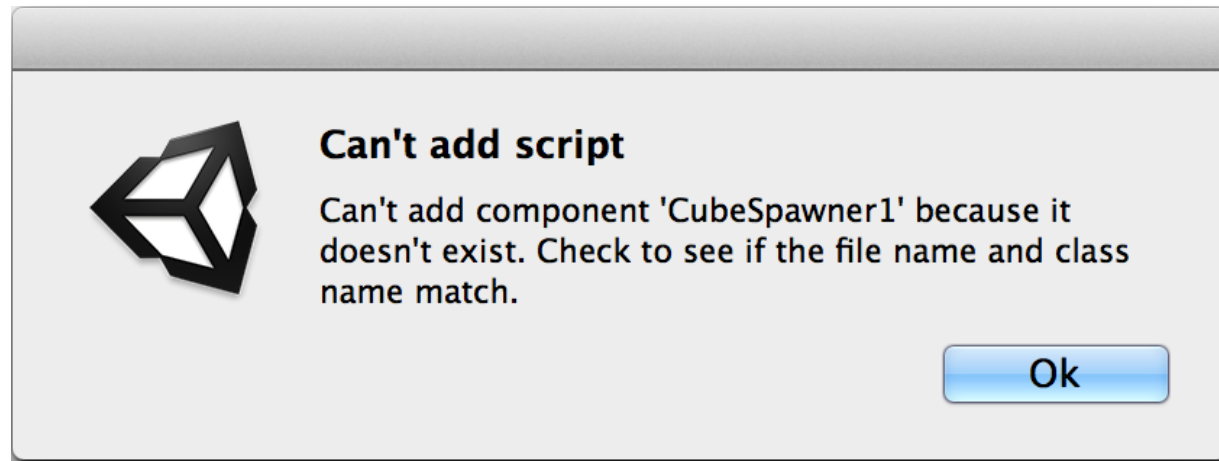 Can't add script
Can't add component 'CubeSpawner1' because it
doesn't exist. Check to see if the file name and class
name match.
Ok